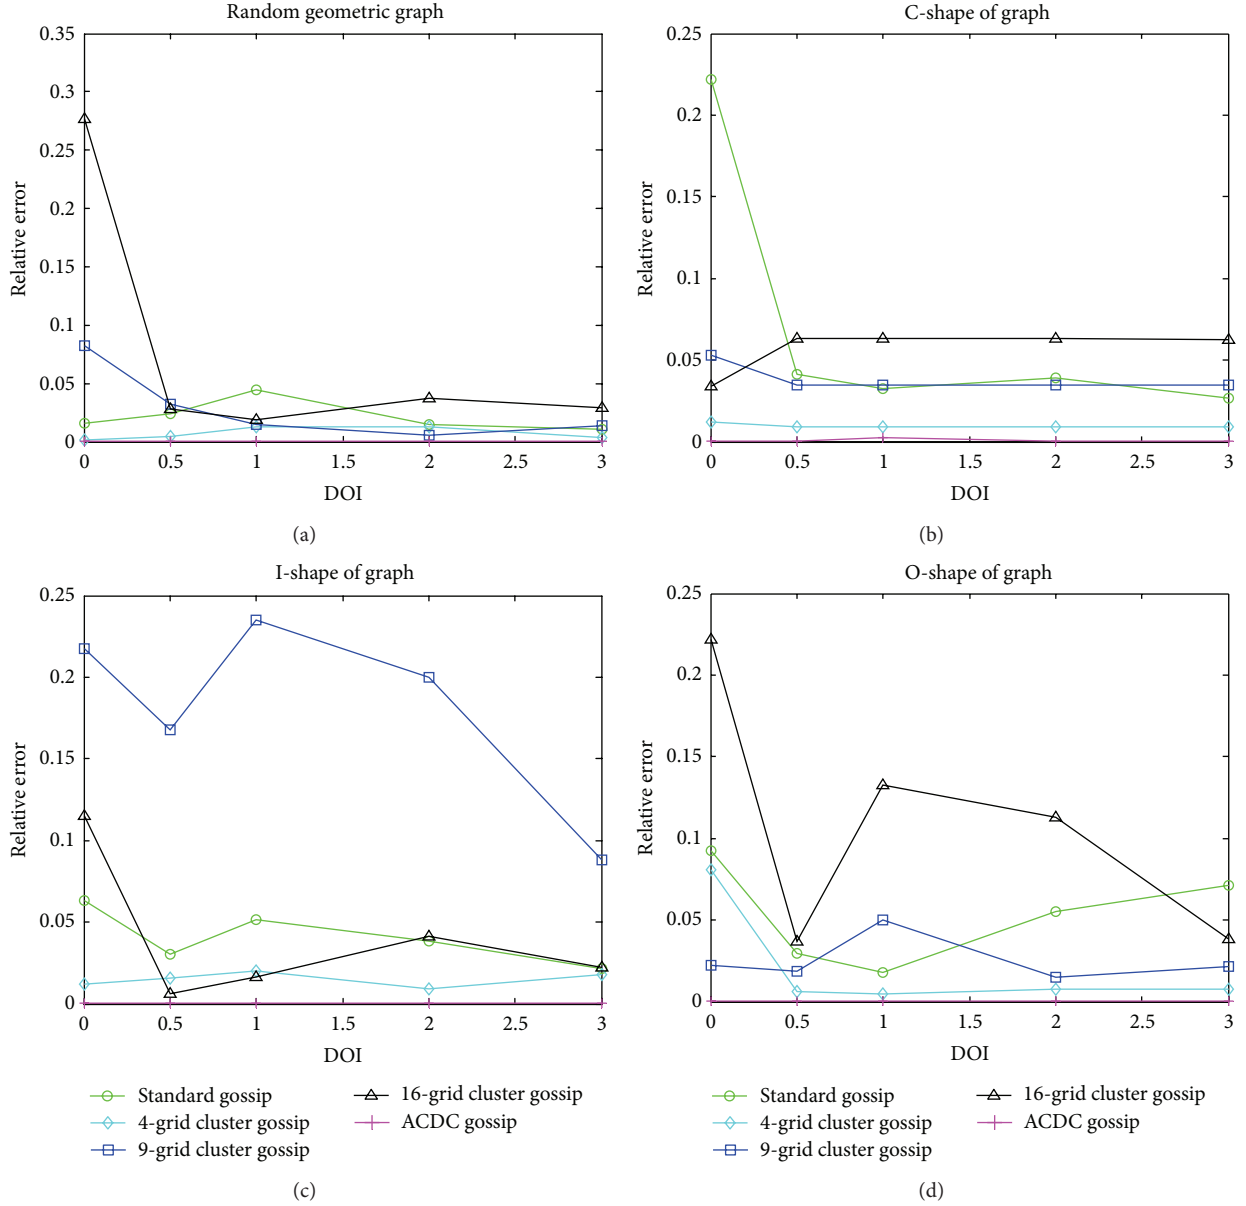 Random geometric graph
0.35
0.3
0.25
0.2
0.15
0.1
0.05
0
Relative error
0 0.5 1 1.5 2 2.5 3
DOI
(a)
C-shape of graph
0.25
0.2
0.15
0.1
0.05
0
Relative error
0 0.5 1 1.5 2 2.5 3
DOI
(b)
I-shape of graph
0.25
0.2
0.15
0.1
0.05
0
Relative error
0 0.5 1 1.5 2 2.5 3
DOI
Standard gossip
4-grid cluster gossip
9-grid cluster gossip
16-grid cluster gossip
ACDC gossip
(c)
O-shape of graph
0.25
0.2
0.15
0.1
0.05
0
Relative error
0 0.5 1 1.5 2 2.5 3
DOI
Standard gossip
4-grid cluster gossip
9-grid cluster gossip
16-grid cluster gossip
ACDC gossip
(d)